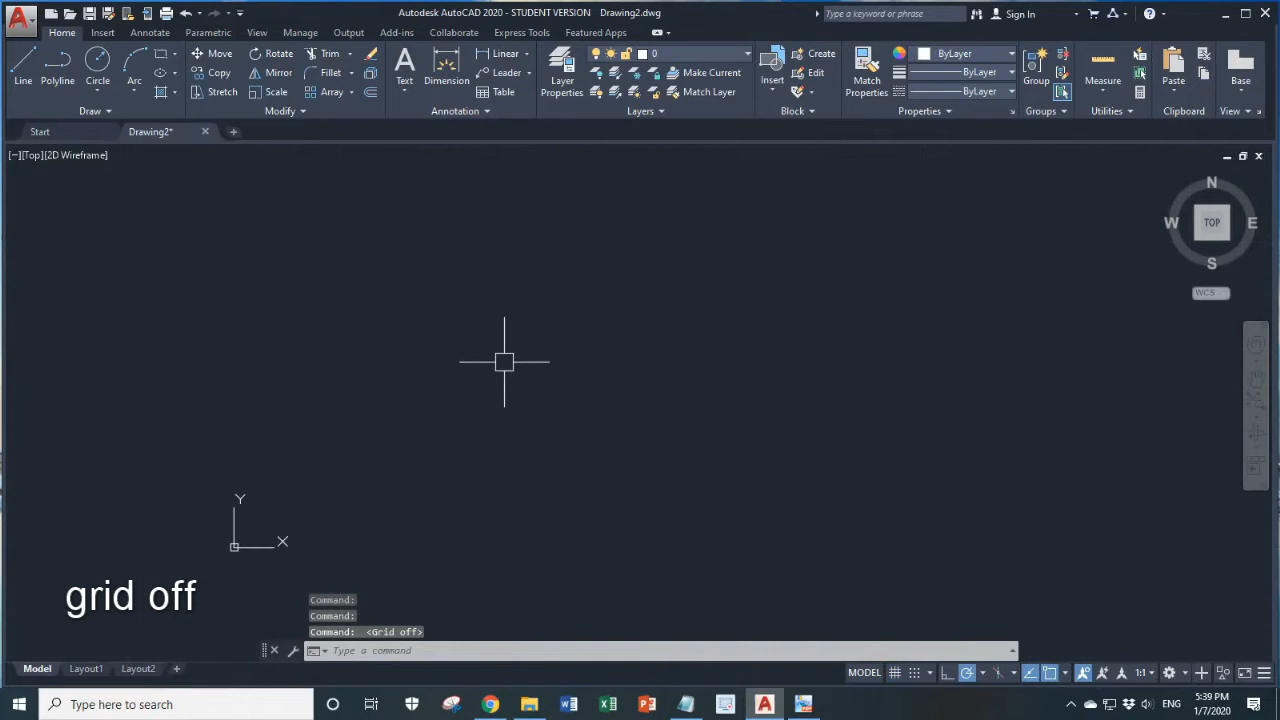 Autodesk AutoCAD 2020 - STUDENT VERSION Drawing2.dwg
Type a keyword or phrase
Sign In
Home Insert Annotate Parametric View Manage Output Add-ins Collaborate Express Tools Featured Apps
Line Polyline Circle Arc
Draw
Move Rotate Trim
Copy Mirror Fillet
Stretch Scale Array
Modify
Text Dimension
Linear
Leader
Table
Annotation
Layer Properties
0
Make Current
Match Layer
Layers
Insert
Create
Edit
Block
Match Properties
ByLayer
ByLayer
ByLayer
Properties
Group
Groups
Measure
Utilities
Paste
Clipboard
Base
View
Start Drawing2*
[−][Top][2D Wireframe]
N
W TOP E
S
WCS
Y
X
grid off
Command:
Command:
Command: <Grid off>
Type a command
Model Layout1 Layout2
MODEL 1:1
Type here to search
ENG
5:39 PM
1/7/2020